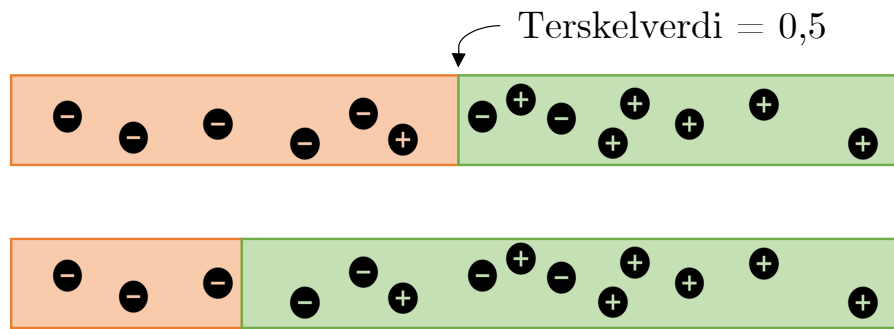 Terskelverdi = 0,5
− − − − − + − + − + + + + +
− − − − − + − + − + + + + +